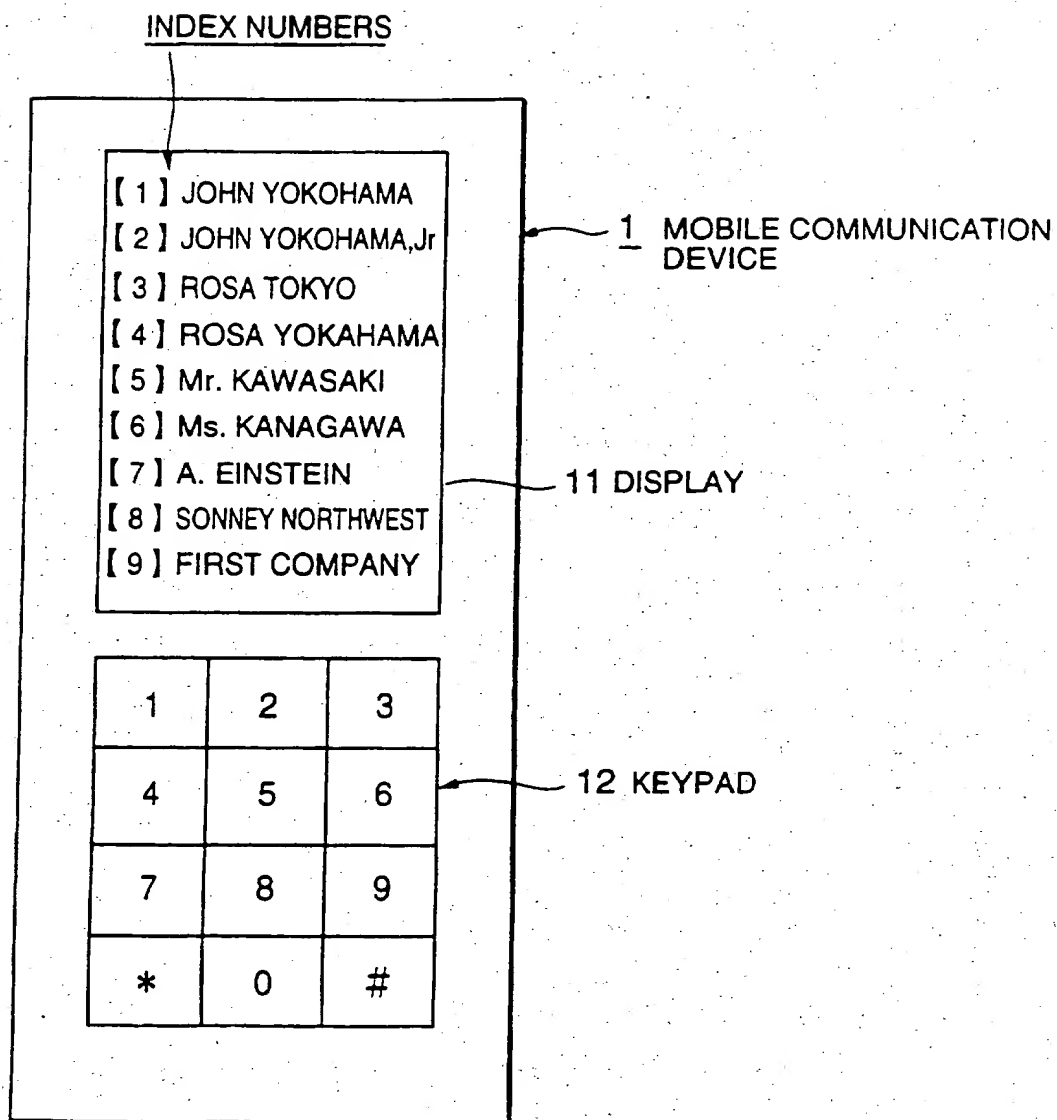 INDEX NUMBERS
【1】JOHN YOKOHAMA
【2】JOHN YOKOHAMA,Jr
【3】ROSA TOKYO
【4】ROSA YOKAHAMA
【5】Mr. KAWASAKI
【6】Ms. KANAGAWA
【7】A. EINSTEIN
【8】SONNEY NORTHWEST
【9】FIRST COMPANY
1 MOBILE COMMUNICATION
DEVICE
11 DISPLAY
1 2 3
4 5 6
7 8 9
* 0 #
12 KEYPAD